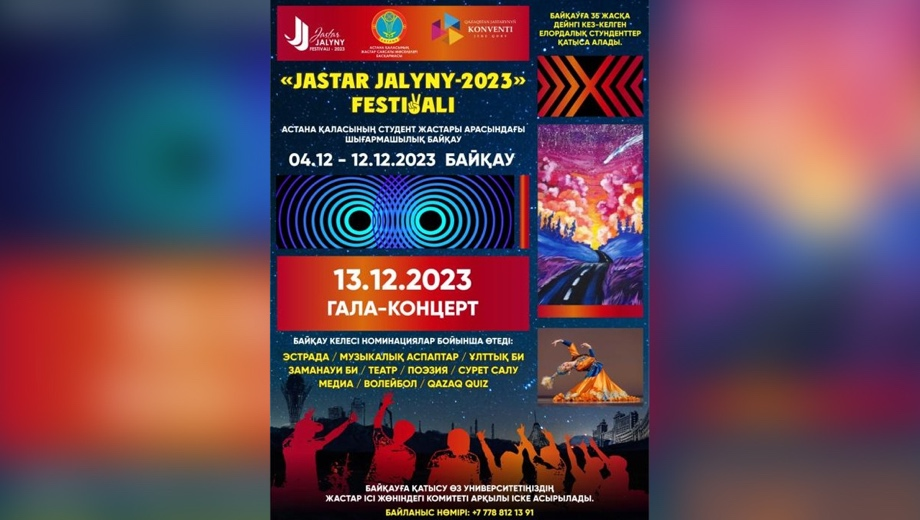 Jastar
JALYNY
FESTIVALI - 2023
АСТАНА ҚАЛАСЫНЫҢ
ЖАСТАР САЯСАТЫ МӘСЕЛЕЛЕРІ
БАСҚАРМАСЫ
QAZAQSTAN JASTARYNYŃ
KONVENTI
БАЙҚАУҒА 35 ЖАСҚА
ДЕЙНГІ КЕЗ-КЕЛГЕН
ЕЛОРДАЛЫҚ СТУНДЕНТТЕР
ҚАТЫСА АЛАДЫ.
«JASTAR JALYNY-2023»
FESTIVALI
АСТАНА ҚАЛАСЫНЫҢ СТУДЕНТ ЖАСТАРЫ АРАСЫНДАҒЫ
ШЫҒАРМАШЫЛЫҚ БАЙҚАУ
04.12 - 12.12.2023 БАЙҚАУ
13.12.2023
ГАЛА-КОНЦЕРТ
БАЙҚАУ КЕЛЕСІ НОМИНАЦИЯЛАР БОЙЫНША ӨТЕДІ:
ЭСТРАДА / МУЗЫКАЛЫҚ АСПАПТАР / ҰЛТТЫҚ БИ
ЗАМАНАУИ БИ / ТЕАТР / ПОЭЗИЯ / СУРЕТ САЛУ
МЕДИА / ВОЛЕЙБОЛ / QAZAQ QUIZ
БАЙҚАУҒА ҚАТЫСУ ӨЗ УНИВЕРСИТЕТІҢІЗДІҢ
ЖАСТАР ІСІ ЖӨНІНДЕГІ КОМИТЕТІ АРҚЫЛЫ ІСКЕ АСЫРЫЛАДЫ.
БАЙЛАНЫС НӨМІРІ: +7 778 812 13 91